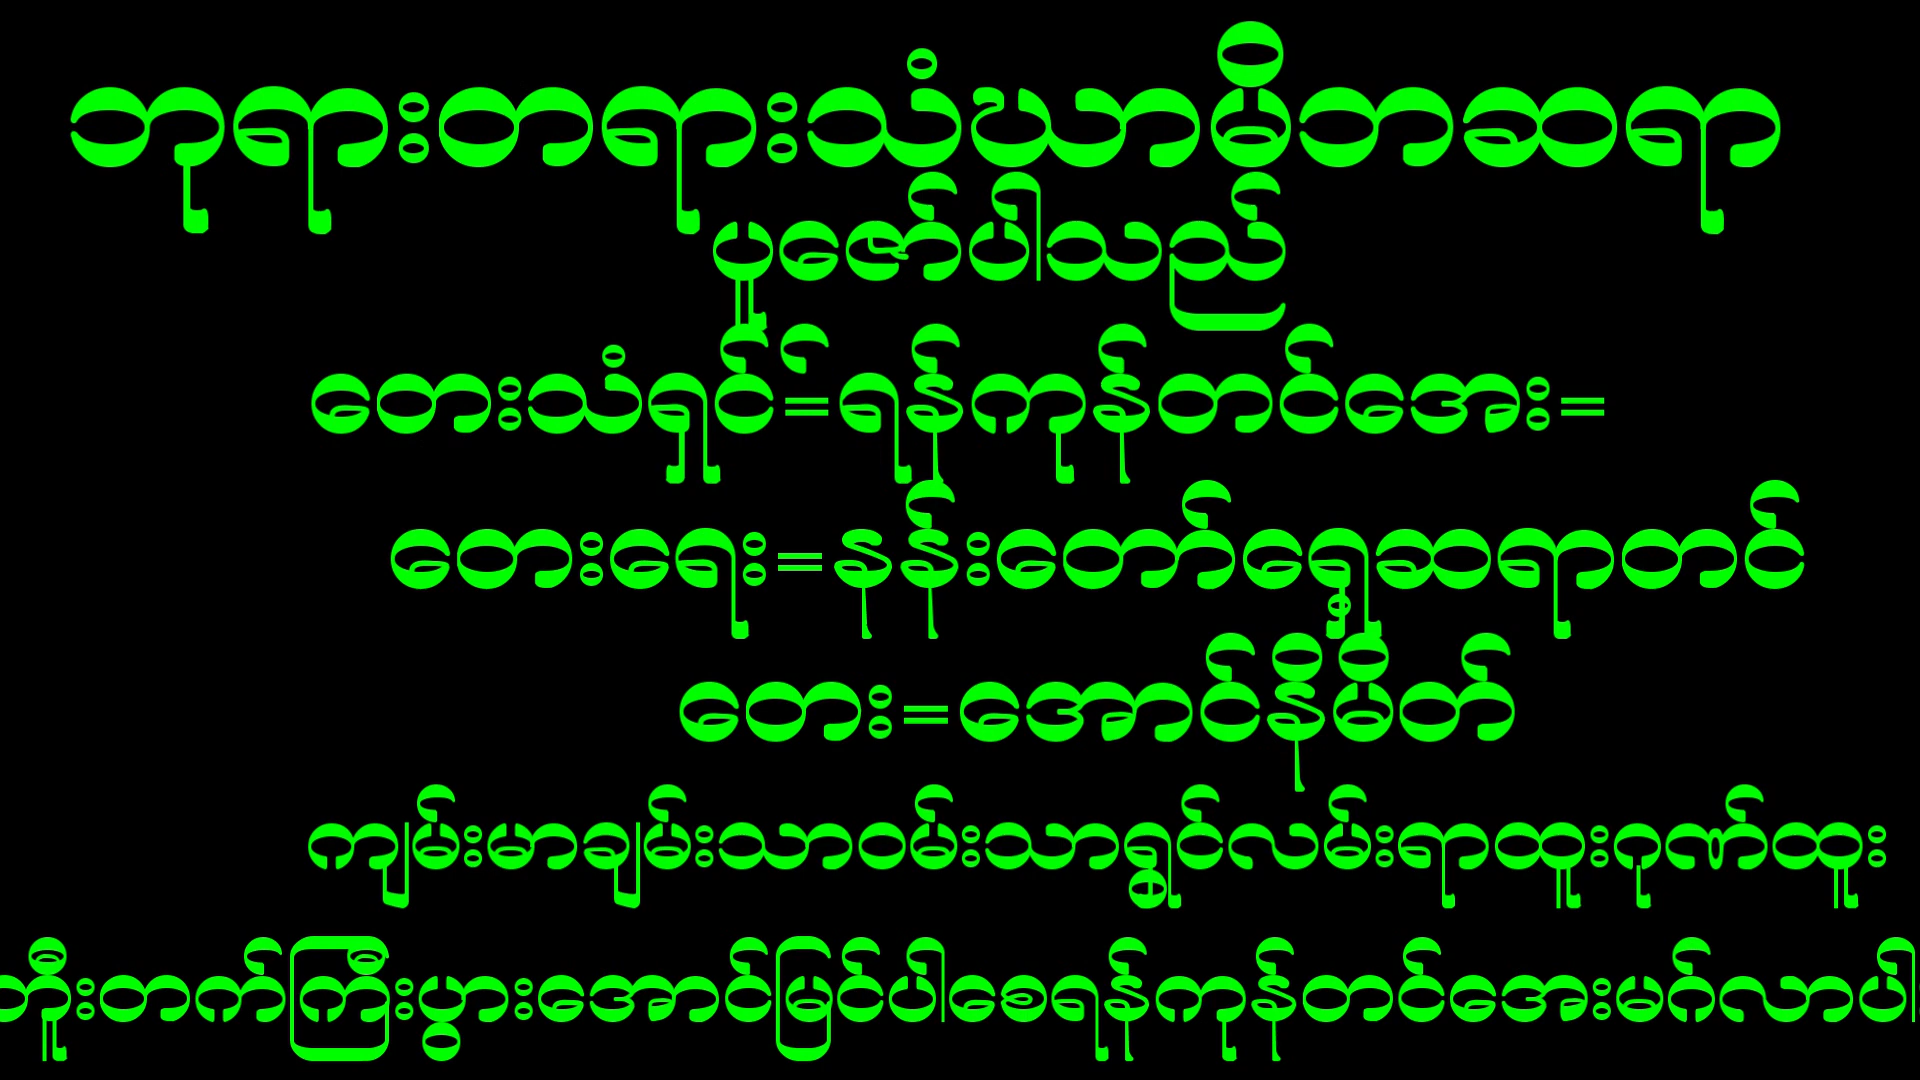 ဘုရားတရားသံဃာမိဘဆရာ
ပူဇော်ပါသည်
တေးသံရှင််=ရန်ကုန်တင်အေး=
တေးရေး=နန်းတော်ရှေ့ဆရာတင်
တေး=အောင်နိမိတ်
ကျမ်းမာချမ်းသာဝမ်းသာရွှင်လမ်းရာထူးဂုဏ်ထူး
တီူးတက်ကြီးပွားအောင်မြင်ပါစေရန်ကုန်တင်အေးမဂ်လာပါ